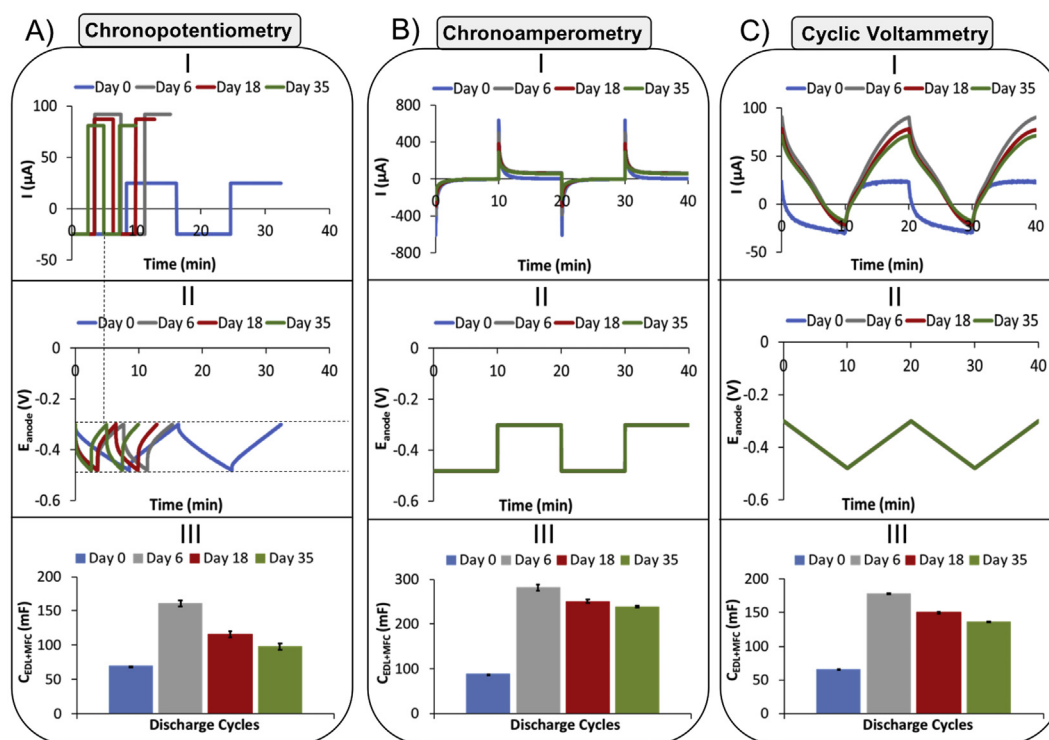 A) Chronopotentiometry
I
Day 0 Day 6 Day 18 Day 35
100
50
0
-50
0 10 20 30 40
I (µA)
Time (min)
II
Day 0 Day 6 Day 18 Day 35
0
-0.2
-0.4
-0.6
0 10 20 30 40
E_anode (V)
Time (min)
III
Day 0 Day 6 Day 18 Day 35
200
150
100
50
0
C_EDL+MFC (mF)
Discharge Cycles
B) Chronoamperometry
I
Day 0 Day 6 Day 18 Day 35
800
400
0
-400
-800
0 10 20 30 40
I (µA)
Time (min)
II
Day 0 Day 6 Day 18 Day 35
0
-0.2
-0.4
-0.6
0 10 20 30 40
E_anode (V)
Time (min)
III
Day 0 Day 6 Day 18 Day 35
300
200
100
0
C_EDL+MFC (mF)
Discharge Cycles
C) Cyclic Voltammetry
I
Day 0 Day 6 Day 18 Day 35
100
50
0
-50
0 10 20 30 40
I (µA)
Time (min)
II
Day 0 Day 6 Day 18 Day 35
0
-0.2
-0.4
-0.6
0 10 20 30 40
E_anode (V)
Time (min)
III
Day 0 Day 6 Day 18 Day 35
200
150
100
50
0
C_EDL+MFC (mF)
Discharge Cycles